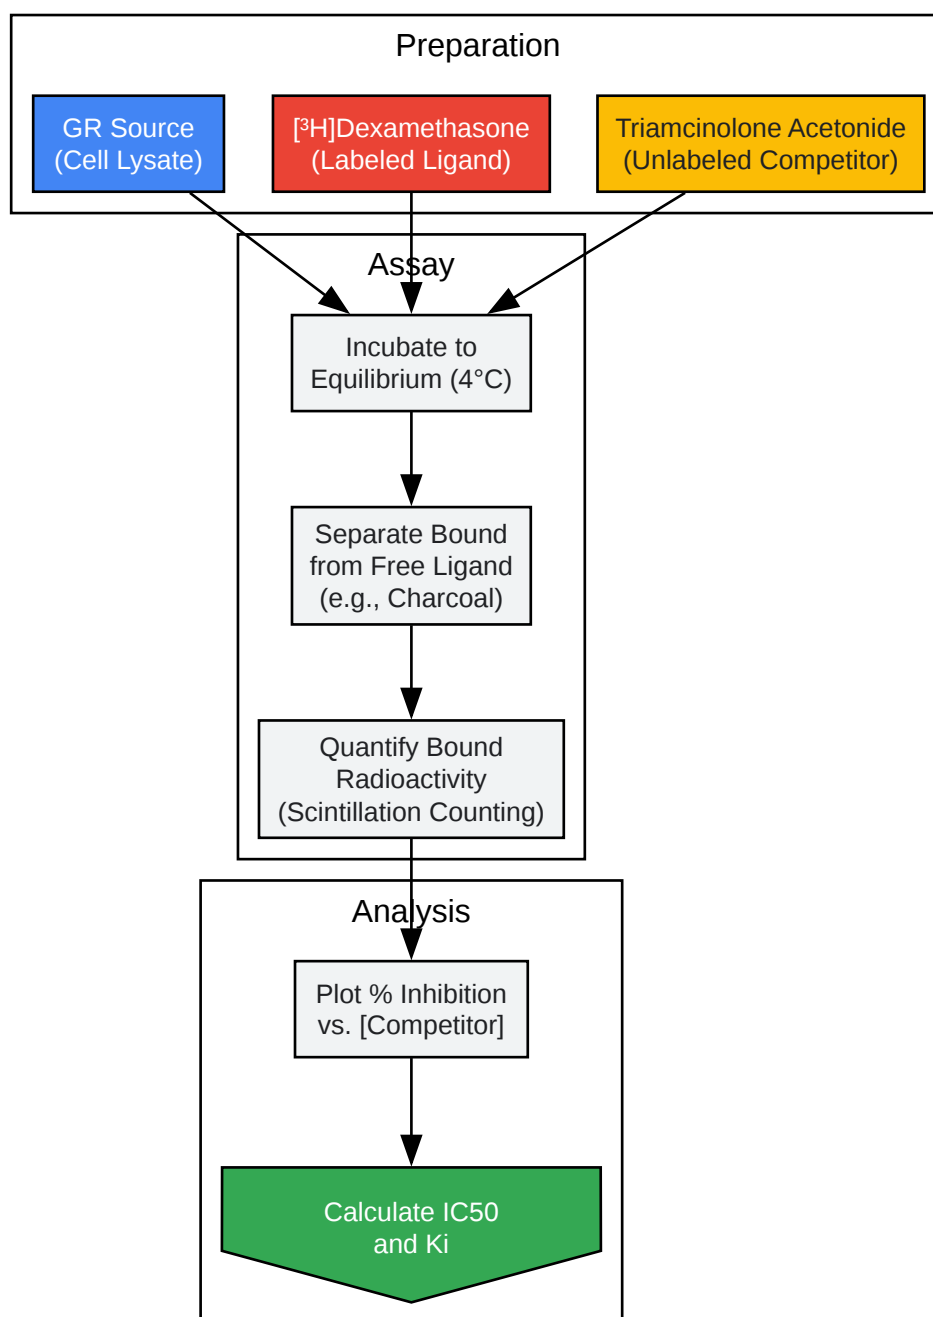 Preparation
GR Source
(Cell Lysate)
[³H]Dexamethasone
(Labeled Ligand)
Triamcinolone Acetonide
(Unlabeled Competitor)
Assay
Incubate to
Equilibrium (4°C)
Separate Bound
from Free Ligand
(e.g., Charcoal)
Quantify Bound
Radioactivity
(Scintillation Counting)
Analysis
Plot % Inhibition
vs. [Competitor]
Calculate IC50
and Ki